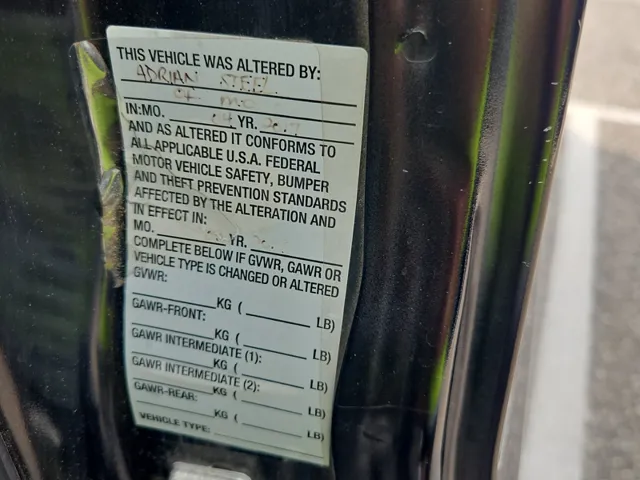 THIS VEHICLE WAS ALTERED BY:
ADRIAN STEEL
OF
IN:MO. YR.
AND AS ALTERED IT CONFORMS TO
ALL APPLICABLE U.S.A. FEDERAL
MOTOR VEHICLE SAFETY, BUMPER
AND THEFT PREVENTION STANDARDS
AFFECTED BY THE ALTERATION AND
IN EFFECT IN:
MO. YR.
COMPLETE BELOW IF GVWR, GAWR OR
VEHICLE TYPE IS CHANGED OR ALTERED
GVWR:
KG ( LB)
GAWR-FRONT:
KG ( LB)
GAWR INTERMEDIATE (1):
KG ( LB)
GAWR INTERMEDIATE (2):
KG ( LB)
GAWR-REAR:
KG ( LB)
VEHICLE TYPE: